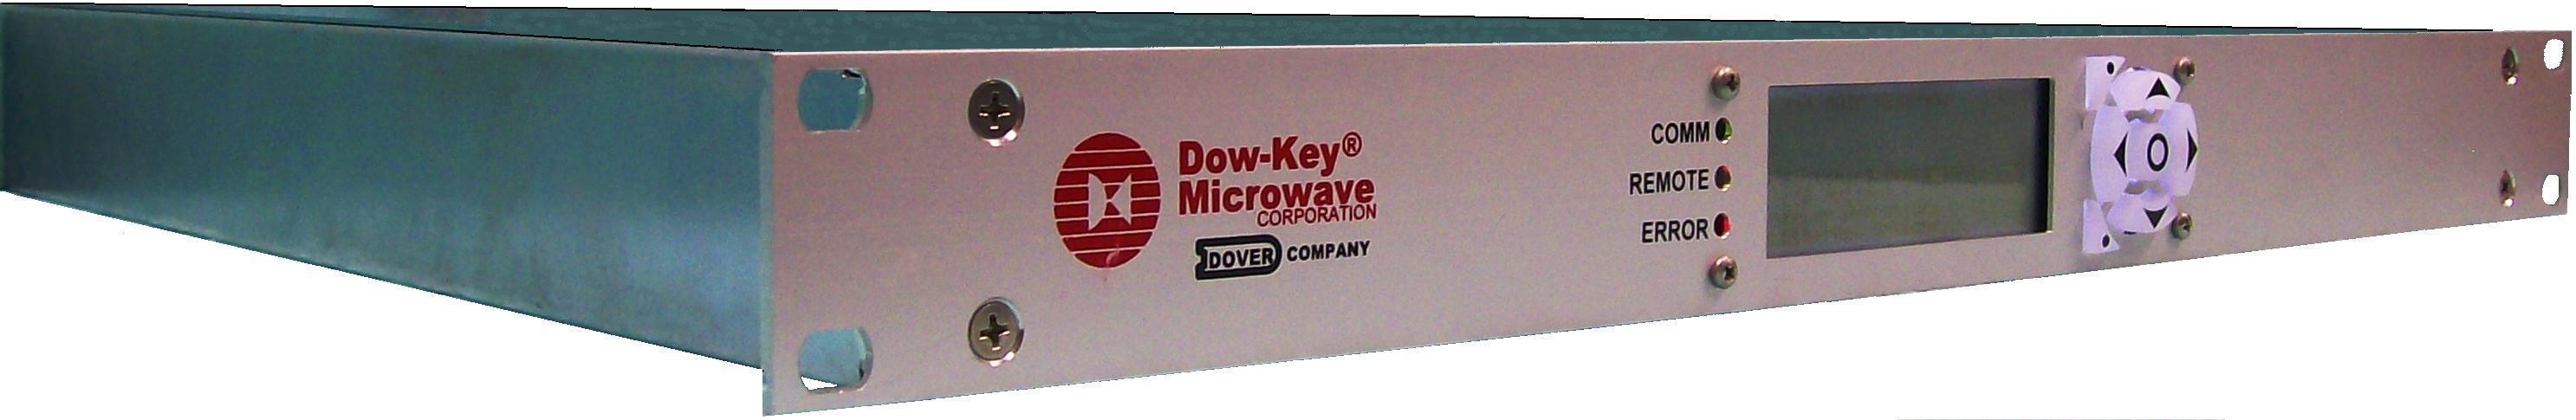 Dow-Key®
Microwave
CORPORATION
DOVER COMPANY
COMM
REMOTE
ERROR
O